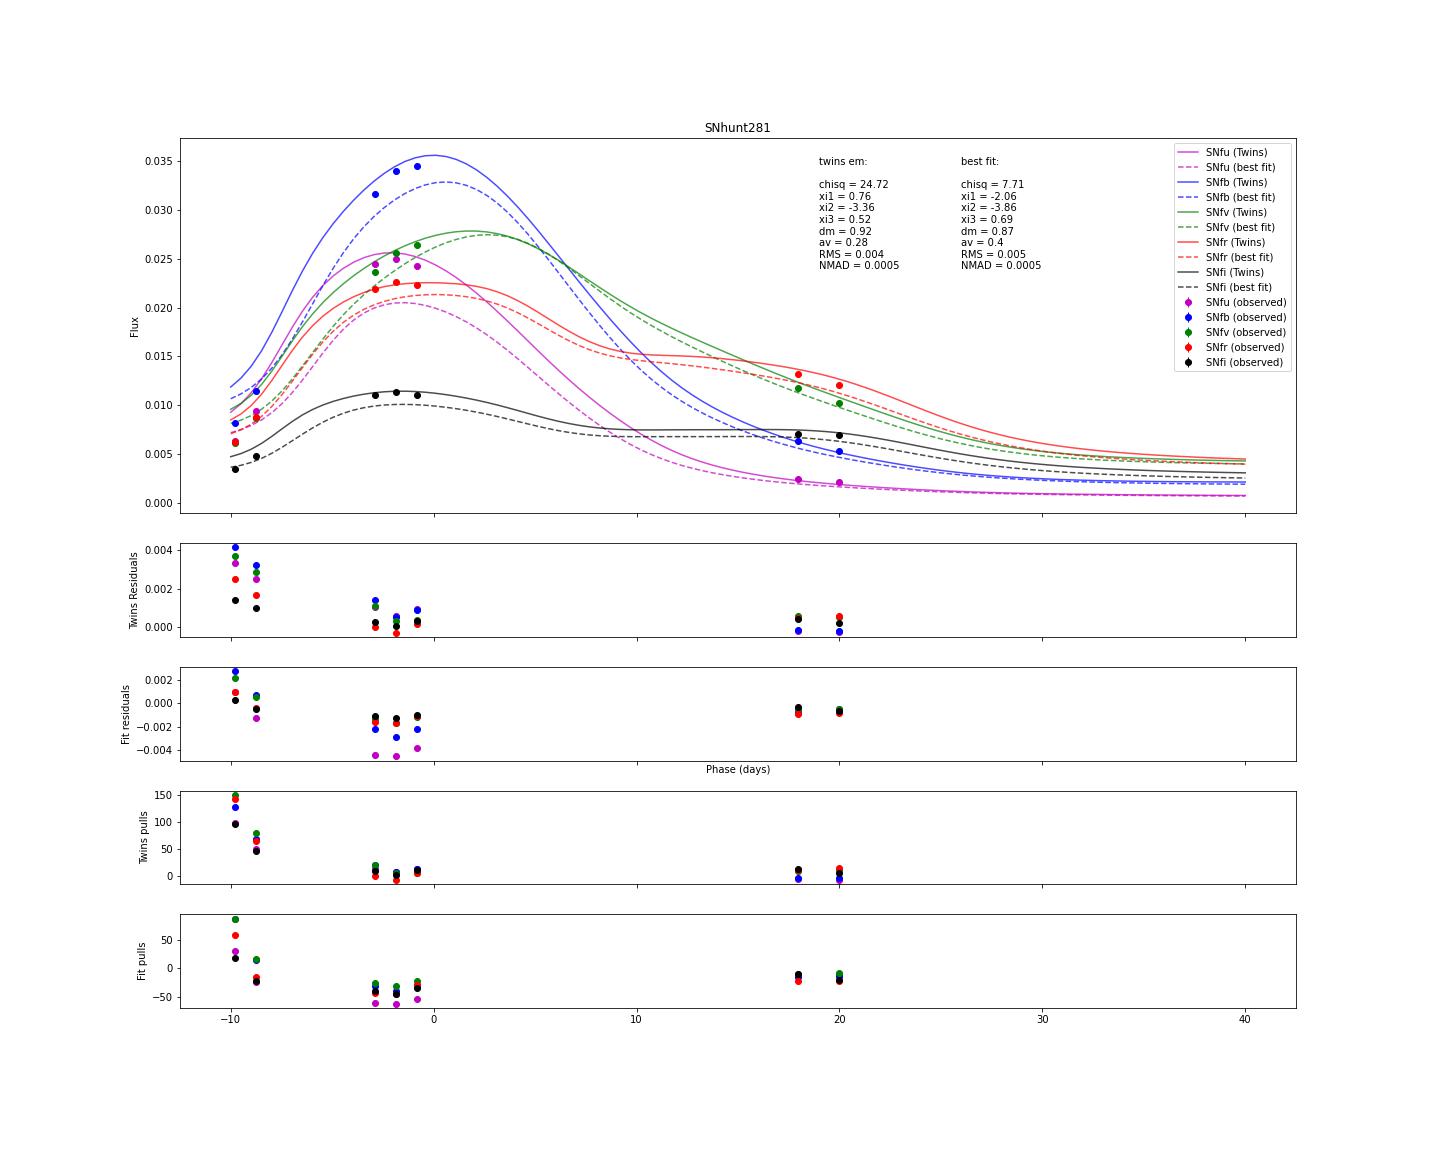 SNhunt281
Flux
0.035
0.030
0.025
0.020
0.015
0.010
0.005
0.000
twins em:
chisq = 24.72
xi1 = 0.76
xi2 = -3.36
xi3 = 0.52
dm = 0.92
av = 0.28
RMS = 0.004
NMAD = 0.0005
best fit:
chisq = 7.71
xi1 = -2.06
xi2 = -3.86
xi3 = 0.69
dm = 0.87
av = 0.4
RMS = 0.005
NMAD = 0.0005
SNfu (Twins)
SNfu (best fit)
SNfb (Twins)
SNfb (best fit)
SNfv (Twins)
SNfv (best fit)
SNfr (Twins)
SNfr (best fit)
SNfi (Twins)
SNfi (best fit)
SNfu (observed)
SNfb (observed)
SNfv (observed)
SNfr (observed)
SNfi (observed)
Twins Residuals
0.004
0.002
0.000
Fit residuals
0.002
0.000
−0.002
−0.004
Phase (days)
Twins pulls
150
100
50
0
Fit pulls
50
0
−50
−10 0 10 20 30 40